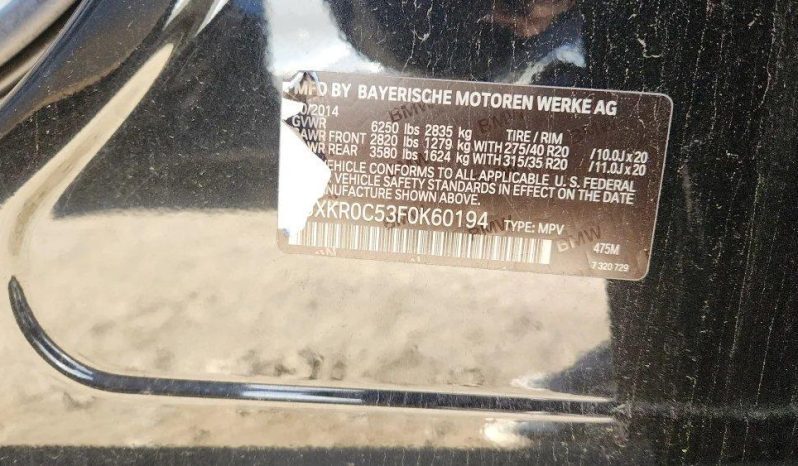 MFD BY BAYERISCHE MOTOREN WERKE AG
0/2014
GVWR 6250 lbs 2835 kg TIRE / RIM
GAWR FRONT 2820 lbs 1279 kg WITH 275/40 R20 /10.0J x 20
WR REAR 3580 lbs 1624 kg WITH 315/35 R20 /11.0J x 20
VEHICLE CONFORMS TO ALL APPLICABLE U. S. FEDERAL
VEHICLE SAFETY STANDARDS IN EFFECT ON THE DATE OF
MANUFACTURE SHOWN ABOVE.
XKR0C53F0K60194 TYPE: MPV
475M
7 320 729